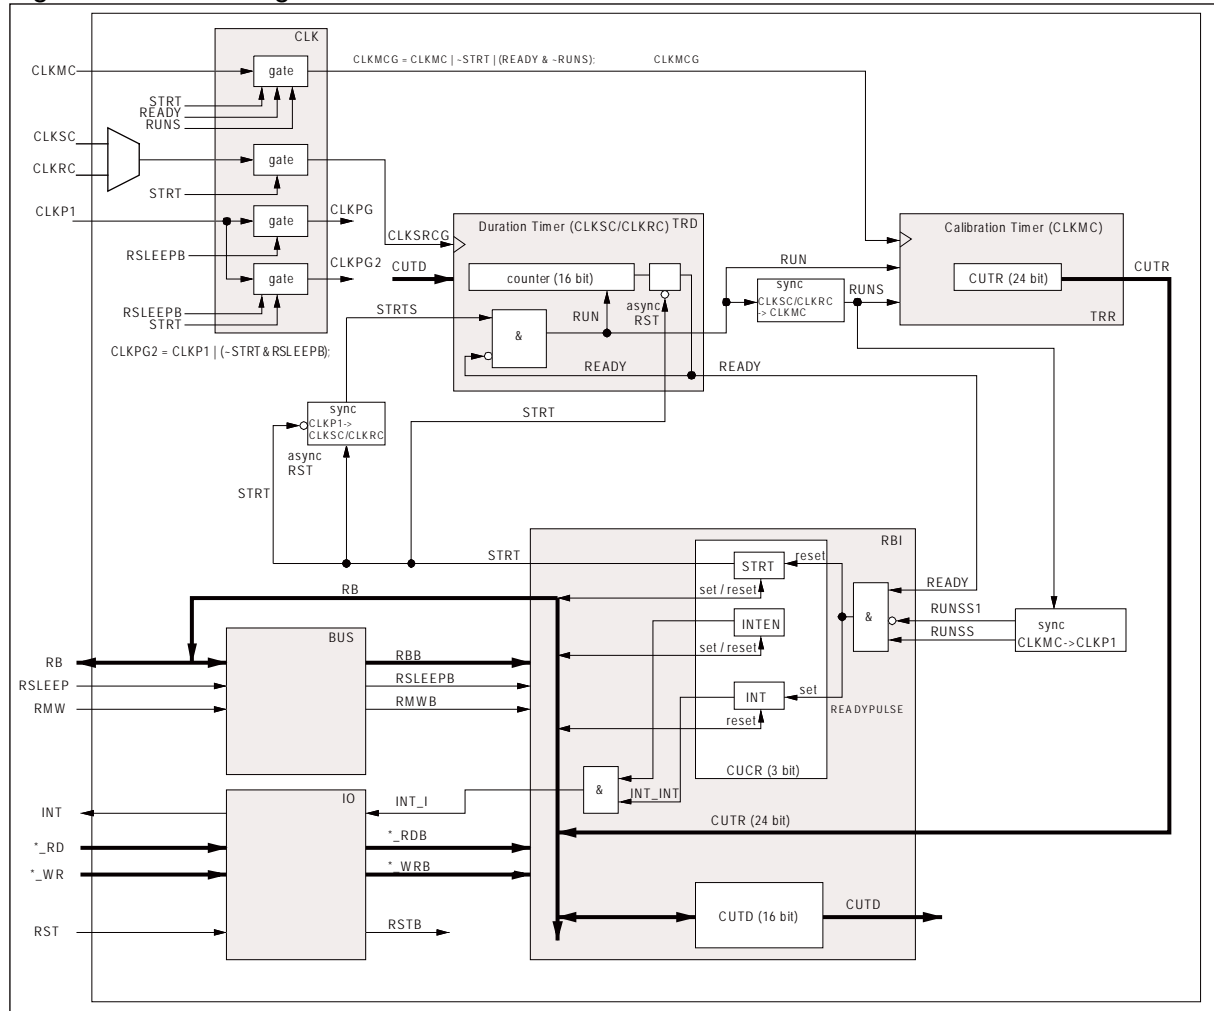 CLK
CLKMC
gate
CLKMCG = CLKMC | ~STRT | (READY & ~RUNS);
CLKMCG
STRT
READY
RUNS
CLKSC
CLKRC
gate
STRT
CLKP1
gate
CLKPG
RSLEEPB
gate
CLKPG2
RSLEEPB
STRT
CLKPG2 = CLKP1 | (~STRT & RSLEEPB);
CLKSRCG
CUTD
Duration Timer (CLKSC/CLKRC)
TRD
counter (16 bit)
async
RST
STRTS
RUN
&
READY
READY
RUN
sync
CLKSC/CLKRC
-> CLKMC
RUNS
Calibration Timer (CLKMC)
CUTR (24 bit)
TRR
CUTR
sync
CLKP1->
CLKSC/CLKRC
async
RST
STRT
STRT
STRT
RBI
STRT
reset
set / reset
INTEN
set / reset
INT
set
reset
READYPULSE
CUCR (3 bit)
&
READY
RUNSS1
RUNSS
sync
CLKMC->CLKP1
RB
BUS
RB
RSLEEP
RMW
RBB
RSLEEPB
RMWB
IO
INT
*_RD
*_WR
RST
INT_I
*_RDB
*_WRB
RSTB
&
INT_INT
CUTR (24 bit)
CUTD (16 bit)
CUTD